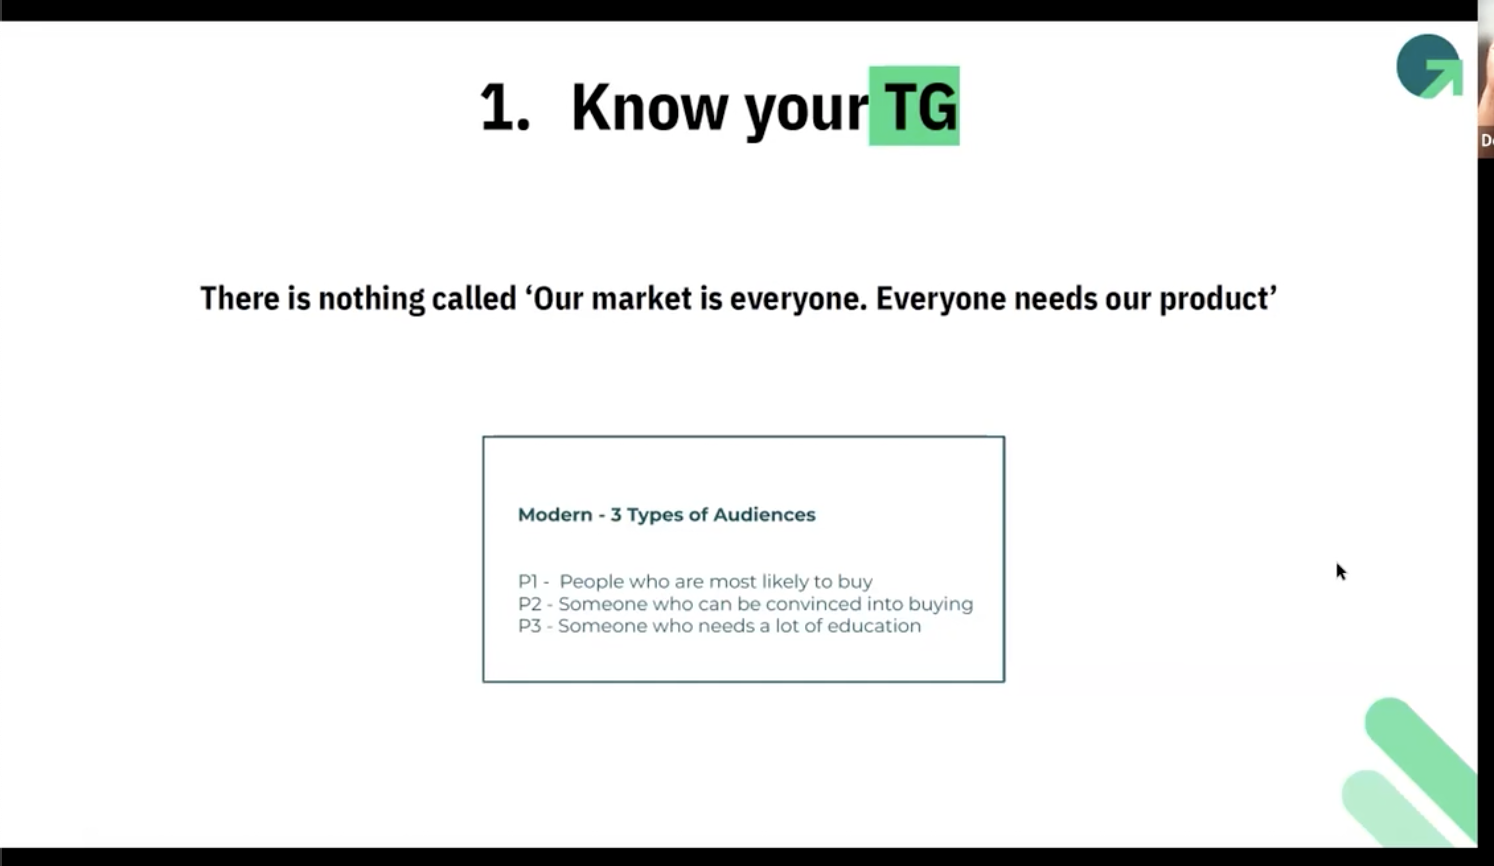 1. Know your TG
There is nothing called ‘Our market is everyone. Everyone needs our product’
Modern - 3 Types of Audiences
P1 - People who are most likely to buy
P2 - Someone who can be convinced into buying
P3 - Someone who needs a lot of education